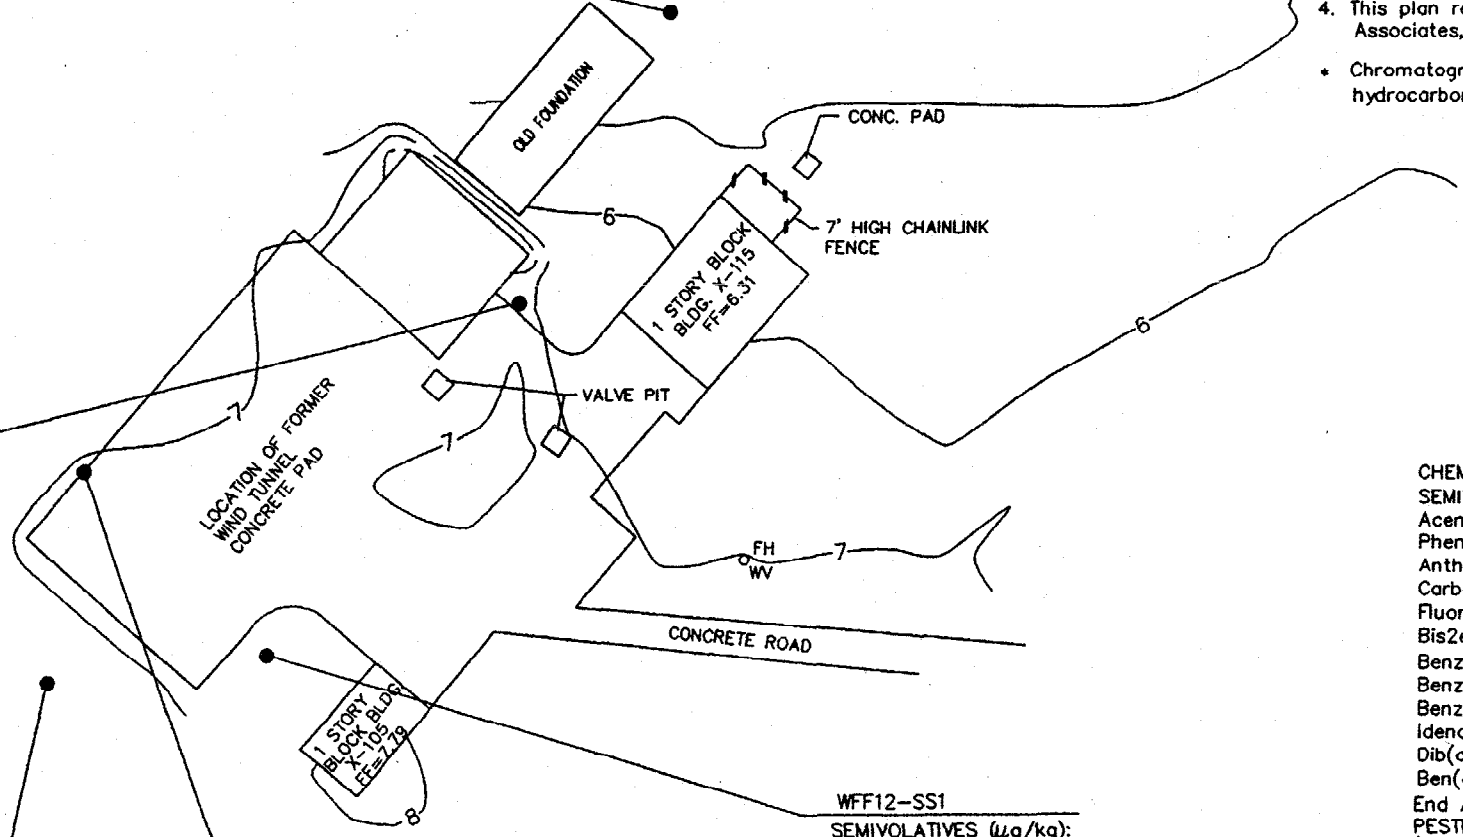 4. This plan
Associates,
* Chromatogr
hydrocarbon
OLD FOUNDATION
CONC. PAD
6
7' HIGH CHAINLINK
FENCE
1 STORY BLOCK
BLDG. X-115
FF=6.31
6
VALVE PIT
7
7
LOCATION OF FORMER
WIND TUNNEL
CONCRETE PAD
FH
WV
7
CONCRETE ROAD
1 STORY
BLOCK BLDG.
X-105
FF=7.79
8
WFF12-SS1
SEMIVOLATIVES (µg/kg):
CHEM
SEMI
Acen
Phen
Anth
Carb
Fluor
Bis2e
Benz
Benz
Benz
Ideno
Dib(
Ben(
End
PEST